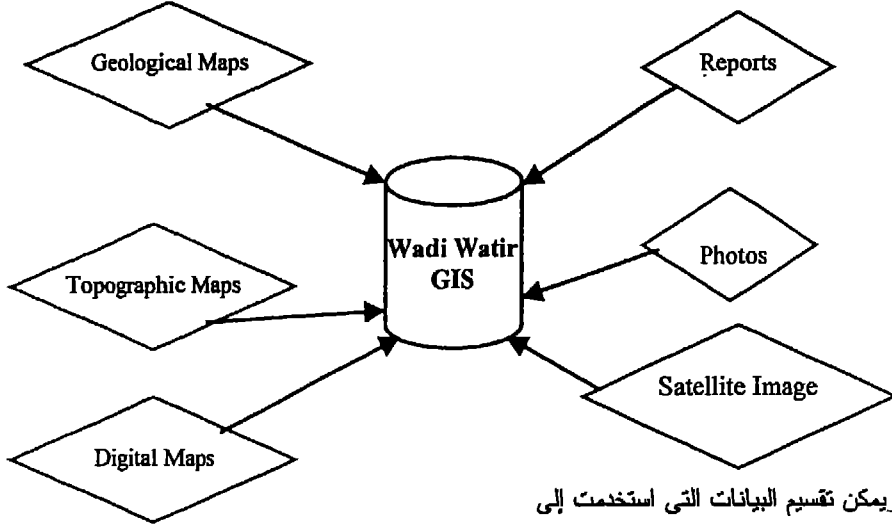 Geological Maps
Reports
Wadi Watir
GIS
Photos
Topographic Maps
Satellite Image
Digital Maps
يمكن تقسيم البيانات التى استخدمت إلى